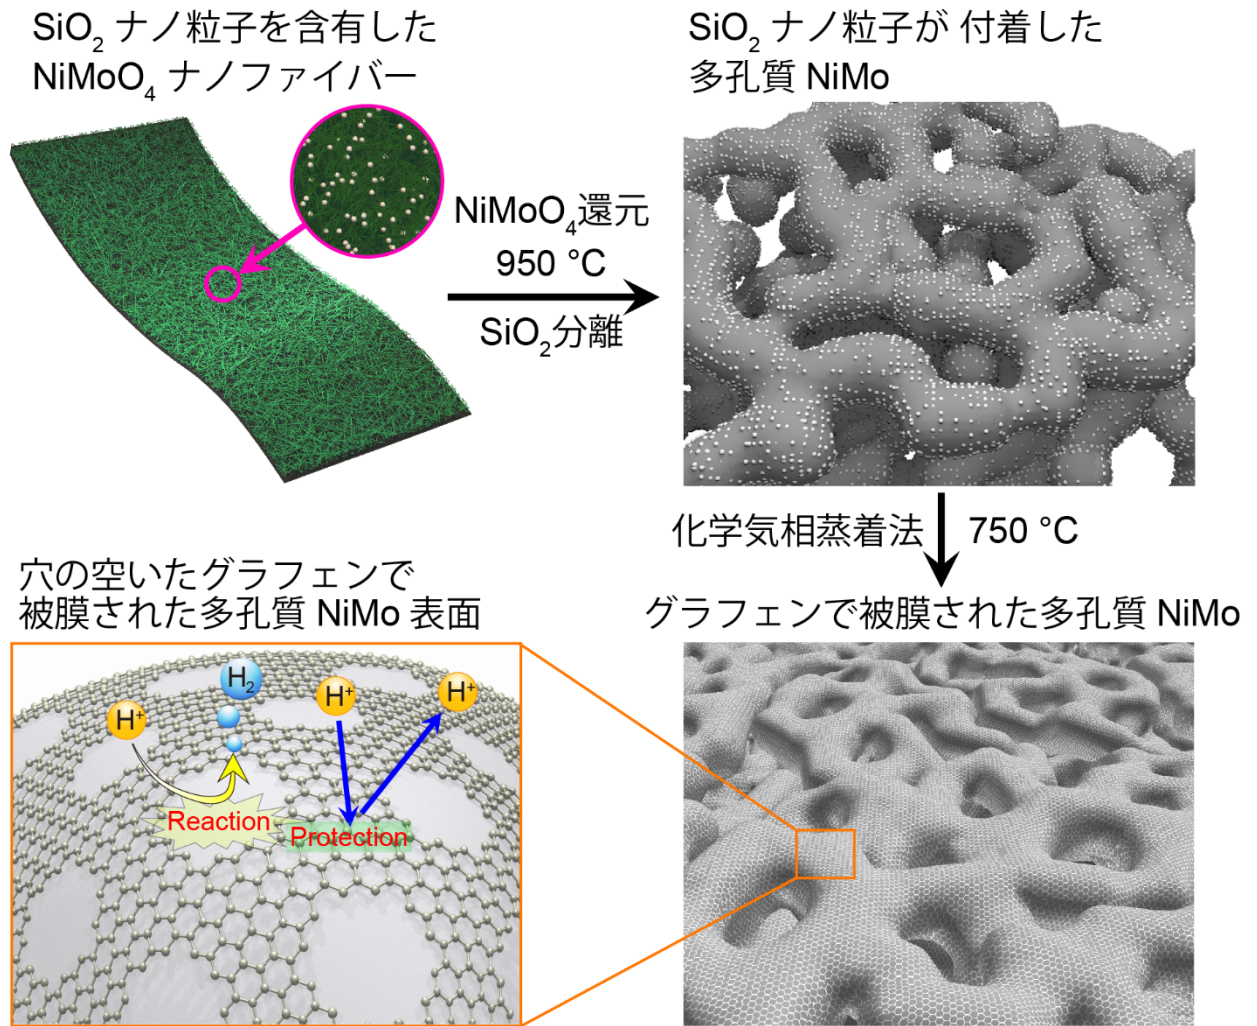 SiO₂ ナノ粒子を含有した
NiMoO₄ ナノファイバー
NiMoO₄還元
950 °C
SiO₂分離
SiO₂ ナノ粒子が 付着した
多孔質 NiMo
化学気相蒸着法 750 °C
グラフェンで被膜された多孔質 NiMo
穴の空いたグラフェンで
被膜された多孔質 NiMo 表面
H₂
H⁺
H⁺
H⁺
Reaction
Protection